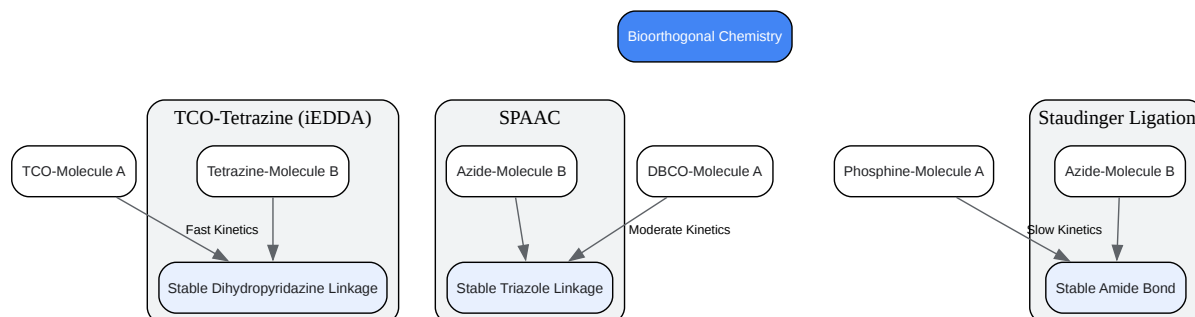 Bioorthogonal Chemistry
TCO-Tetrazine (iEDDA)
SPAAC
Staudinger Ligation
TCO-Molecule A
Tetrazine-Molecule B
Azide-Molecule B
DBCO-Molecule A
Phosphine-Molecule A
Azide-Molecule B
Fast Kinetics
Moderate Kinetics
Slow Kinetics
Stable Dihydropyridazine Linkage
Stable Triazole Linkage
Stable Amide Bond